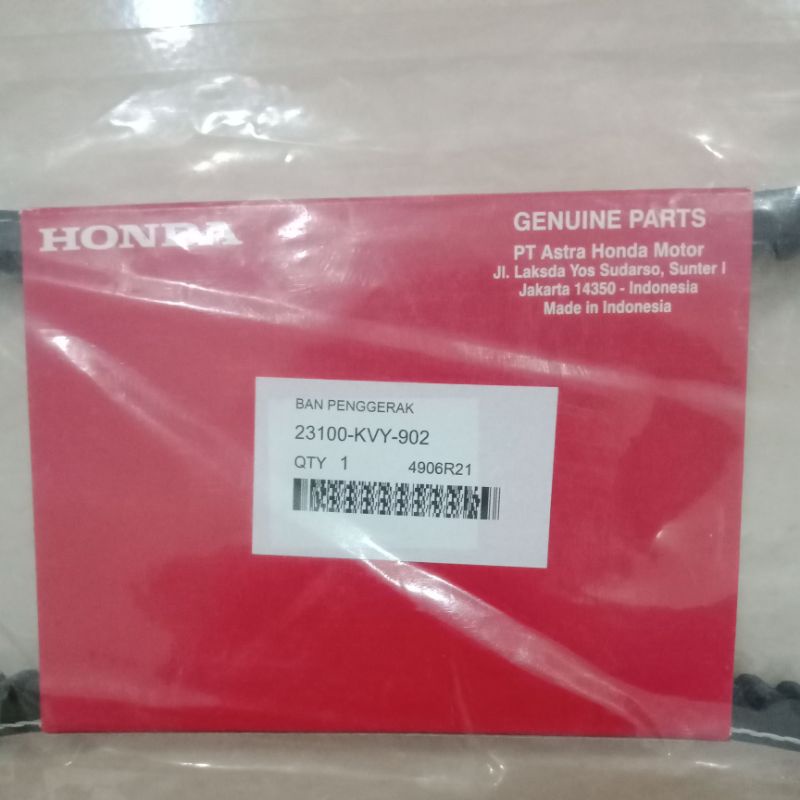 HONDA
GENUINE PARTS
PT Astra Honda Motor
Jl. Laksda Yos Sudarso, Sunter I
Jakarta 14350 - Indonesia
Made in Indonesia
BAN PENGGERAK
23100-KVY-902
QTY 1 4906R21